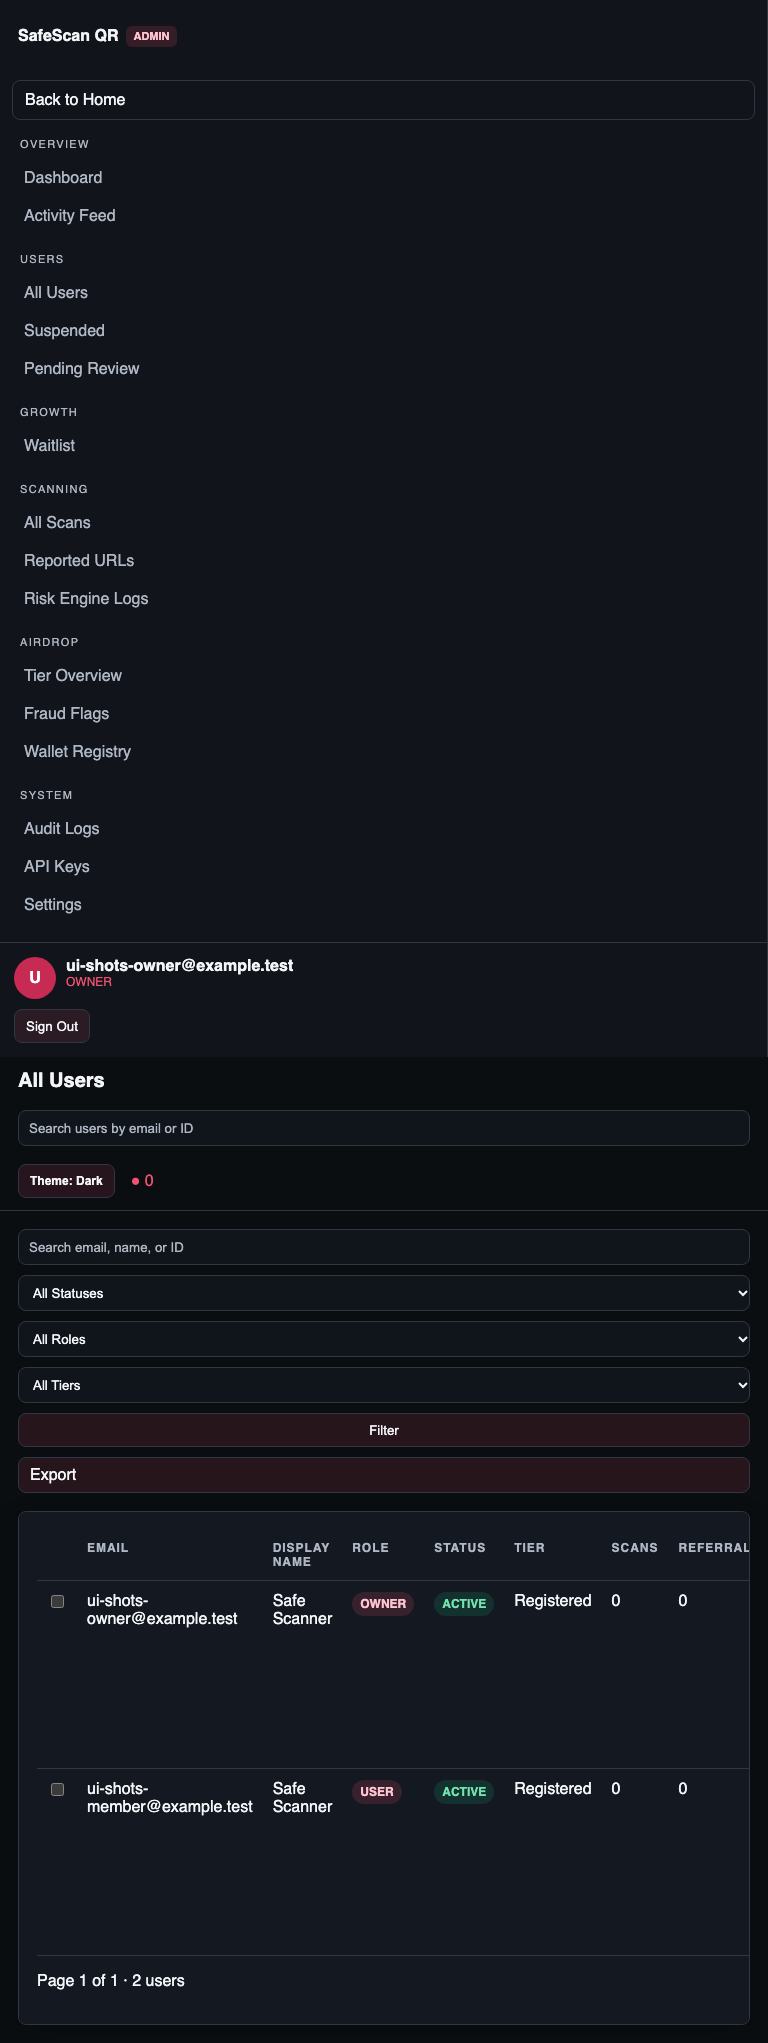 SafeScan QR ADMIN
Back to Home
OVERVIEW
Dashboard
Activity Feed
USERS
All Users
Suspended
Pending Review
GROWTH
Waitlist
SCANNING
All Scans
Reported URLs
Risk Engine Logs
AIRDROP
Tier Overview
Fraud Flags
Wallet Registry
SYSTEM
Audit Logs
API Keys
Settings
U
ui-shots-owner@example.test
OWNER
Sign Out
All Users
Search users by email or ID
Theme: Dark 0
Search email, name, or ID
All Statuses
All Roles
All Tiers
Filter
Export
EMAIL DISPLAY NAME ROLE STATUS TIER SCANS REFERRAL
ui-shots-owner@example.test Safe Scanner OWNER ACTIVE Registered 0 0
ui-shots-member@example.test Safe Scanner USER ACTIVE Registered 0 0
Page 1 of 1 · 2 users